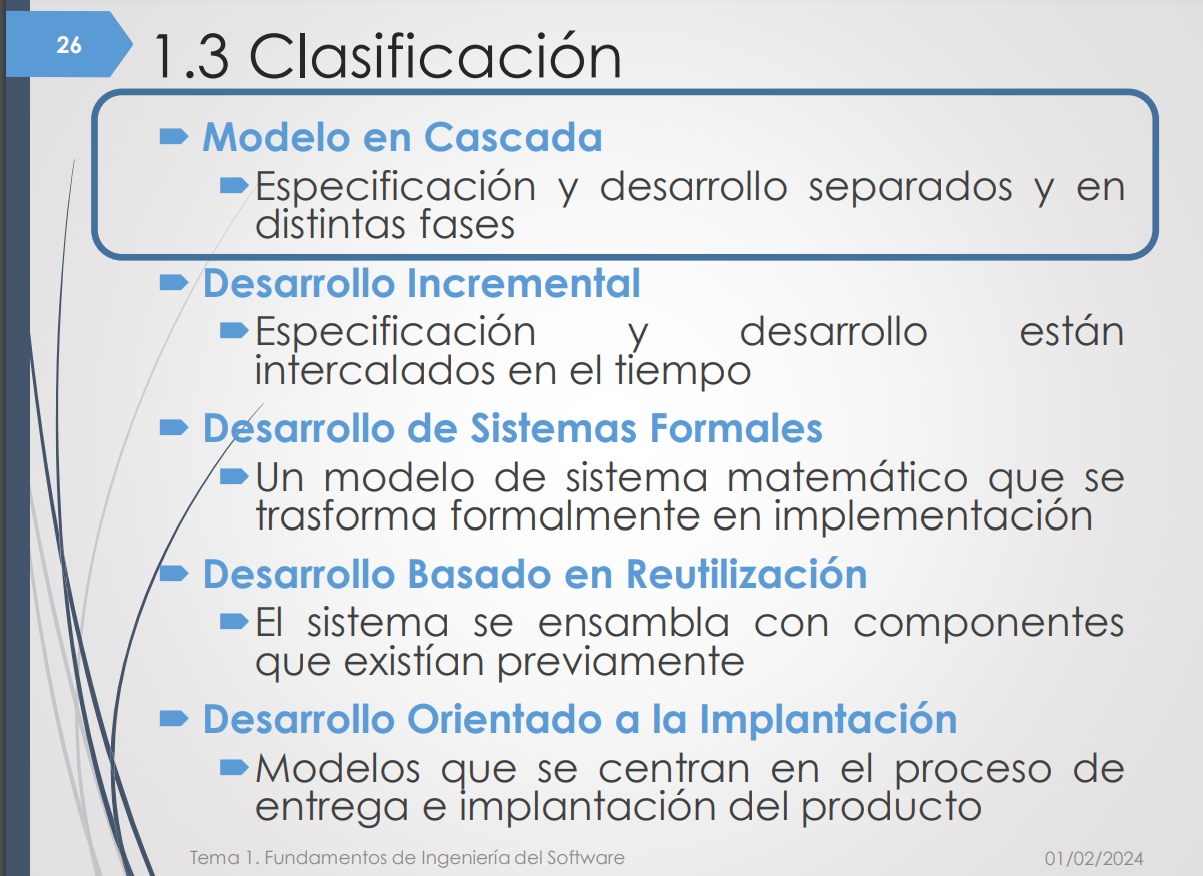 26
1.3 Clasificación
Modelo en Cascada
Especificación y desarrollo separados y en
distintas fases
Desarrollo Incremental
Especificación y desarrollo están
intercalados en el tiempo
Desarrollo de Sistemas Formales
Un modelo de sistema matemático que se
trasforma formalmente en implementación
Desarrollo Basado en Reutilización
El sistema se ensambla con componentes
que existían previamente
Desarrollo Orientado a la Implantación
Modelos que se centran en el proceso de
entrega e implantación del producto
Tema 1. Fundamentos de Ingeniería del Software
01/02/2024